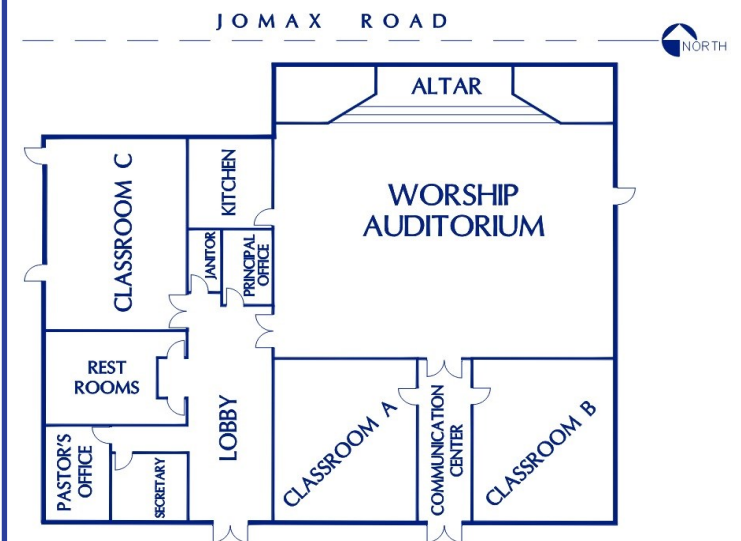 JOMAX ROAD
NORTH
ALTAR
WORSHIP
AUDITORIUM
CLASSROOM C
KITCHEN
JANITOR
PRINCIPAL
OFFICE
REST
ROOMS
LOBBY
PASTOR'S
OFFICE
SECRETARY
CLASSROOM A
COMMUNICATION
CENTER
CLASSROOM B